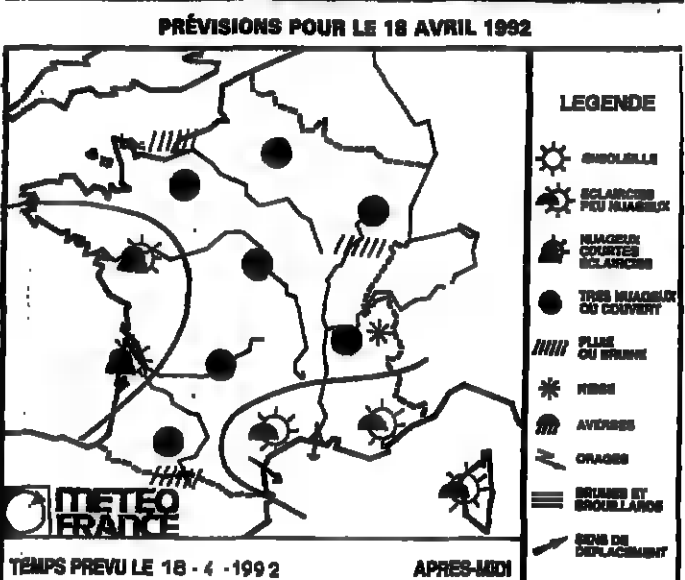 PRÉVISIONS POUR LE 18 AVRIL 1992
LEGENDE
ENSOLEILLE
ECLAIRCIES
PEU NUAGEUX
NUAGEUX
COURTES
ECLAIRCIES
TRES NUAGEUX
OU COUVERT
PLUIE
OU BRUINE
NEIGE
AVERSES
ORAGES
BRUMES ET
BROUILLARDS
SENS DE
DEPLACEMENT
METEO
FRANCE
TEMPS PREVU LE 18 - 4 - 1992 APRES-MIDI